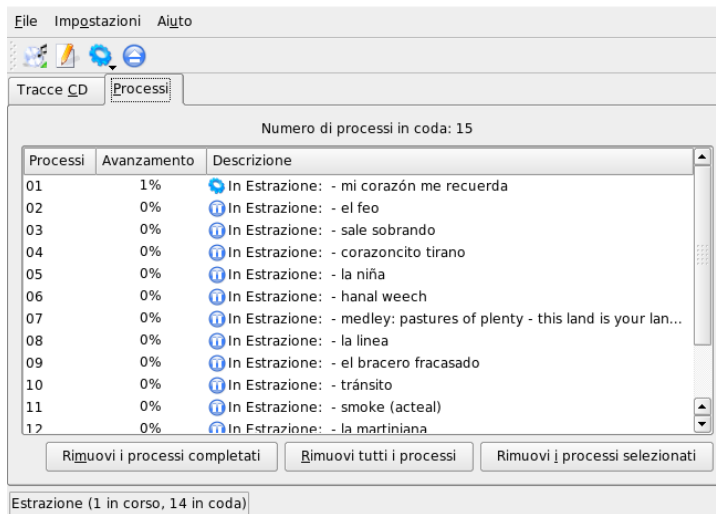 File Impostazioni Aiuto
Tracce CD Processi
Numero di processi in coda: 15
Processi Avanzamento Descrizione
01 1% In Estrazione: - mi corazón me recuerda
02 0% In Estrazione: - el feo
03 0% In Estrazione: - sale sobrando
04 0% In Estrazione: - corazoncito tirano
05 0% In Estrazione: - la niña
06 0% In Estrazione: - hanal weech
07 0% In Estrazione: - medley: pastures of plenty - this land is your lan...
08 0% In Estrazione: - la linea
09 0% In Estrazione: - el bracero fracasado
10 0% In Estrazione: - tránsito
11 0% In Estrazione: - smoke (acteal)
12 0% In Estrazione: - la martiniana
Rimuovi i processi completati Rimuovi tutti i processi Rimuovi i processi selezionati
Estrazione (1 in corso, 14 in coda)